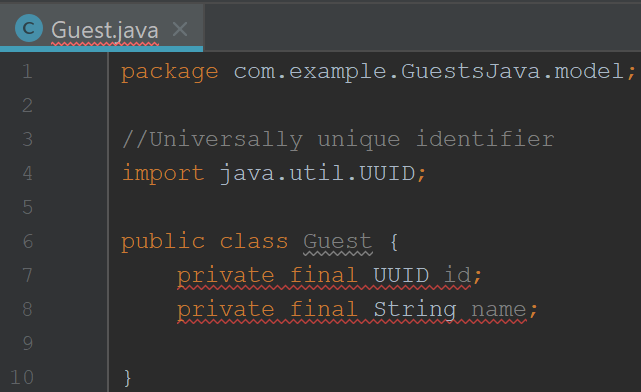 C Guest.java ×
1 package com.example.GuestsJava.model;
2
3 //Universally unique identifier
4 import java.util.UUID;
5
6 public class Guest {
7     private final UUID id;
8     private final String name;
9
10 }